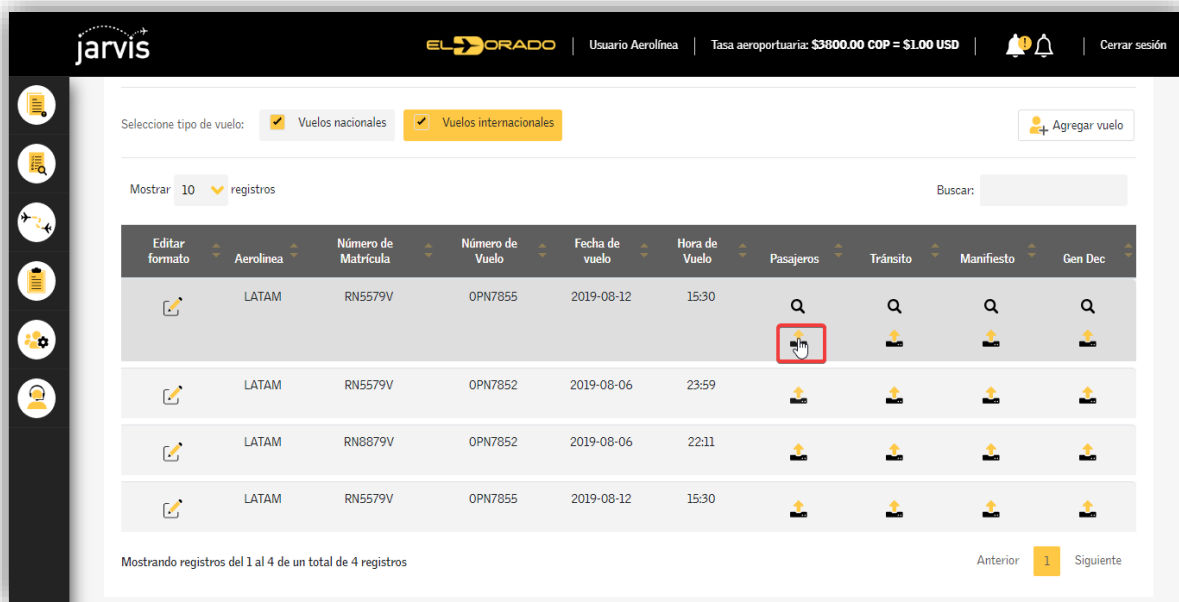 jarvis
EL DORADO | Usuario Aerolínea | Tasa aeroportuaria: $3800.00 COP = $1.00 USD | | Cerrar sesión
Seleccione tipo de vuelo: Vuelos nacionales Vuelos internacionales Agregar vuelo
Mostrar 10 registros Buscar:
Editar formato Aerolinea Número de Matrícula Número de Vuelo Fecha de vuelo Hora de Vuelo Pasajeros Tránsito Manifiesto Gen Dec
LATAM RN5579V OPN7855 2019-08-12 15:30
LATAM RN5579V OPN7852 2019-08-06 23:59
LATAM RN8879V OPN7852 2019-08-06 22:11
LATAM RN5579V OPN7855 2019-08-12 15:30
Mostrando registros del 1 al 4 de un total de 4 registros Anterior 1 Siguiente